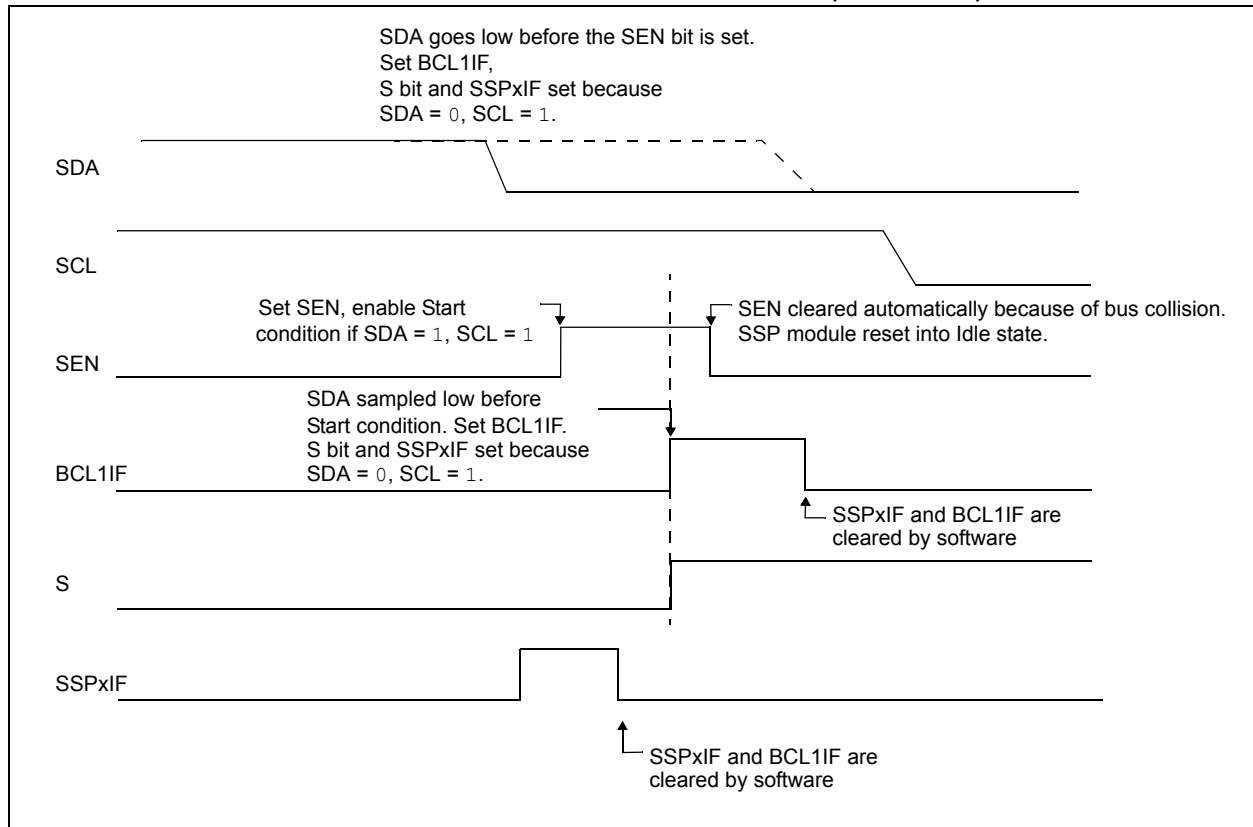 SDA goes low before the SEN bit is set.
Set BCL1IF,
S bit and SSPxIF set because
SDA = 0, SCL = 1.
SDA
SCL
Set SEN, enable Start
condition if SDA = 1, SCL = 1
SEN cleared automatically because of bus collision.
SSP module reset into Idle state.
SEN
SDA sampled low before
Start condition. Set BCL1IF.
S bit and SSPxIF set because
SDA = 0, SCL = 1.
BCL1IF
SSPxIF and BCL1IF are
cleared by software
S
SSPxIF
SSPxIF and BCL1IF are
cleared by software